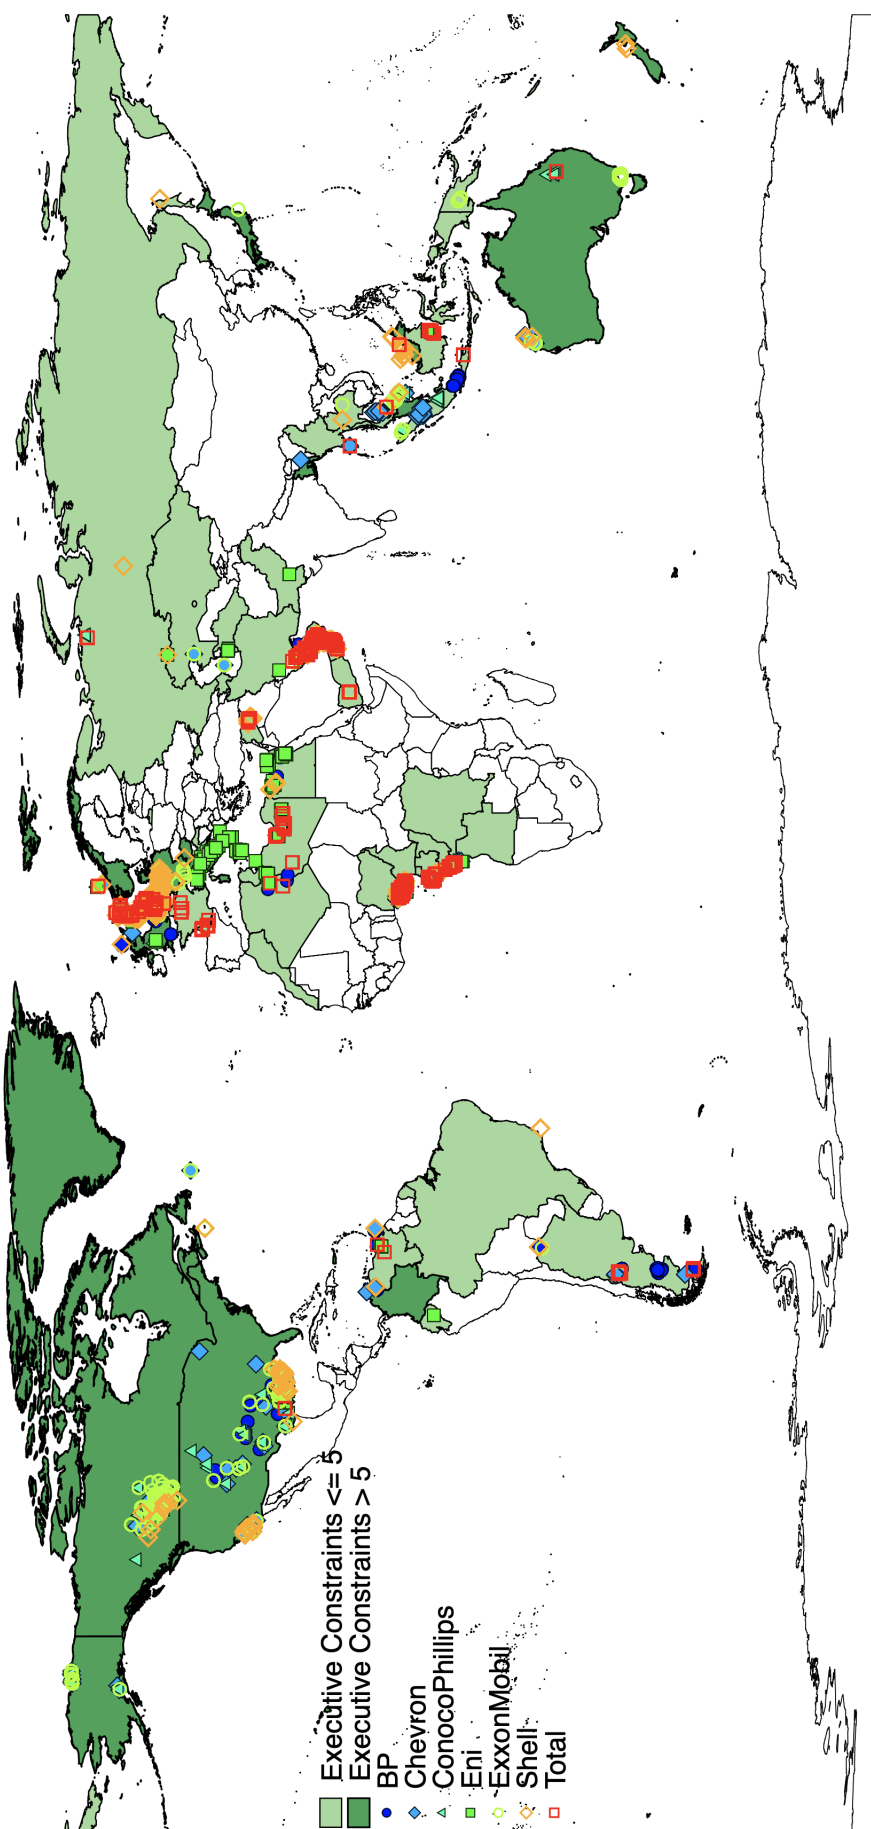 Executive Constraints <= 5
Executive Constraints > 5
BP
Chevron
ConocoPhillips
Eni
ExxonMobil
Shell
Total